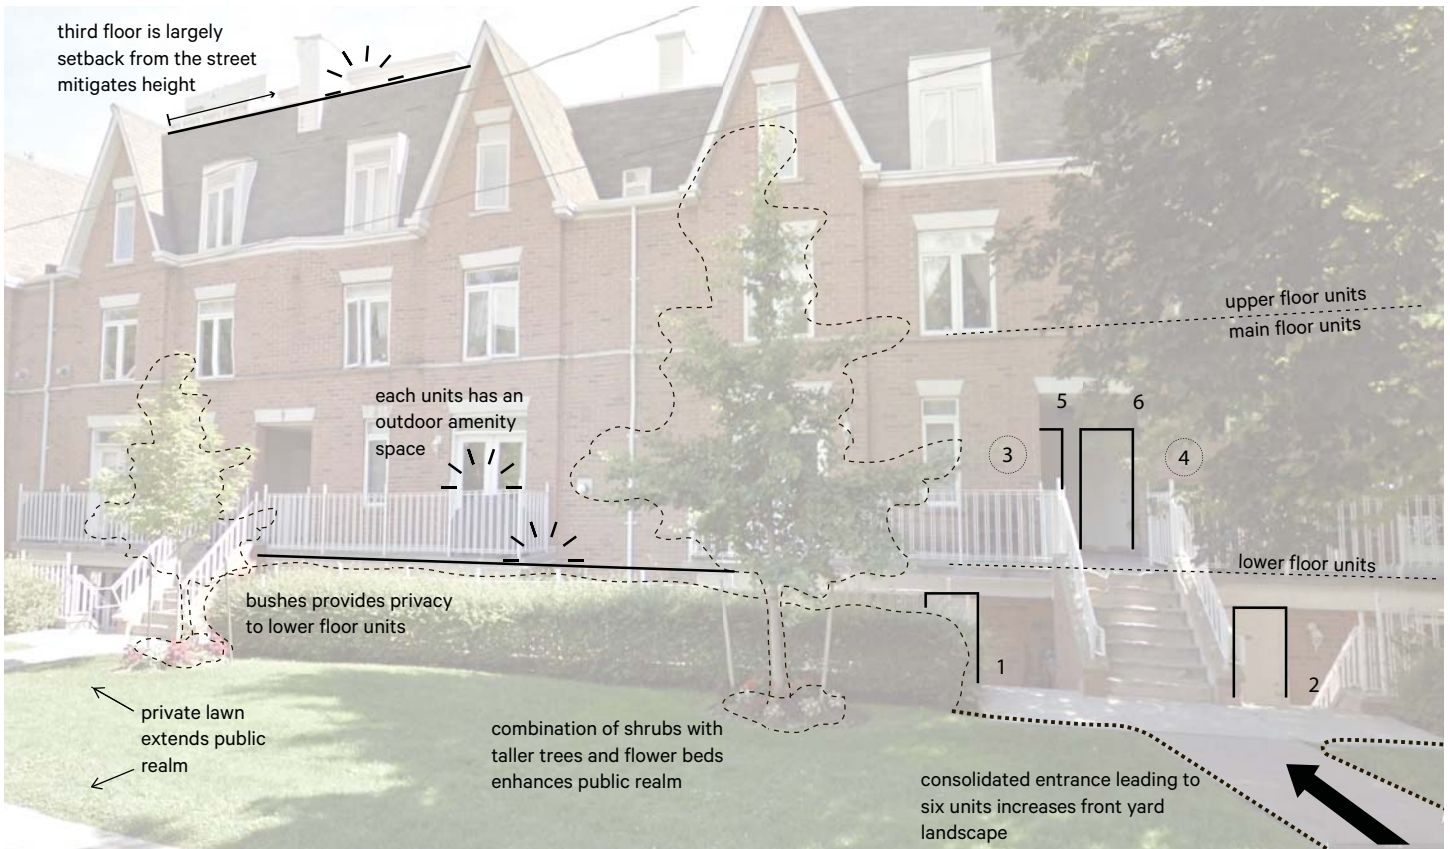 third floor is largely
setback from the street
mitigates height
upper floor units
main floor units
each units has an
outdoor amenity
space
5
6
3
4
lower floor units
bushes provides privacy
to lower floor units
1
2
private lawn
extends public
realm
combination of shrubs with
taller trees and flower beds
enhances public realm
consolidated entrance leading to
six units increases front yard
landscape